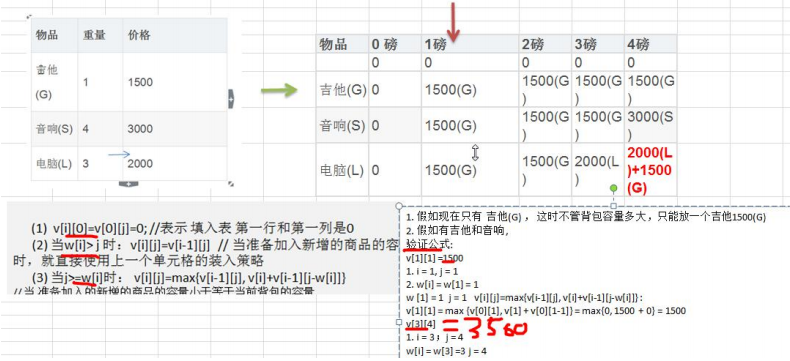 物品 重量 价格
吉他
(G) 1 1500
音响(S) 4 3000
电脑(L) 3 2000
物品 0 磅 1磅 2磅 3磅 4磅
0 0 0 0 0
吉他(G) 0 1500(G) 1500(G) 1500(G) 1500(G)
音响(S) 0 1500(G) 1500(G) 1500(G) 3000(S)
电脑(L) 0 1500(G) 1500(G) 2000(L) 2000(L)+1500(G)
(1) v[i][0]=v[0][j]=0; //表示 填入表 第一行和第一列是0
(2) 当w[i]> j 时：v[i][j]=v[i-1][j] // 当准备加入新增的商品的容
时，就直接使用上一个单元格的装入策略
(3) 当j>=w[i]时： v[i][j]=max{v[i-1][j], v[i]+v[i-1][j-w[i]]}
//当 准备加入的新增的商品的容量小于等于当前背包的容量
1. 假如现在只有 吉他(G) ， 这时不管背包容量多大，只能放一个吉他1500(G)
2. 假如有吉他和音响,
验证公式:
v[1][1] =1500
1. i = 1, j = 1
2. w[i] = w[1] = 1
w [1] = 1 j = 1 v[i][j]=max{v[i-1][j], v[i]+v[i-1][j-w[i]]} :
v[1][1] = max {v[0][1], v[1] + v[0][1-1]} = max{0, 1500 + 0} = 1500
v[3][4] = 3500
1. i = 3 ; j = 4
w[i] = w[3] =3 j = 4